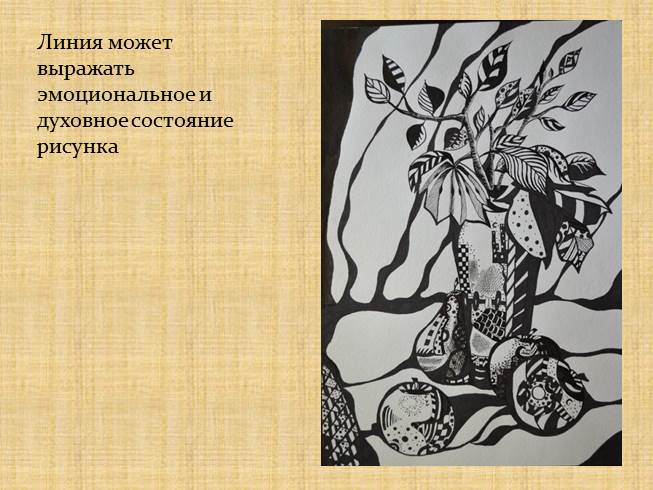 Линия может
выражать
эмоциональное и
духовное состояние
рисунка